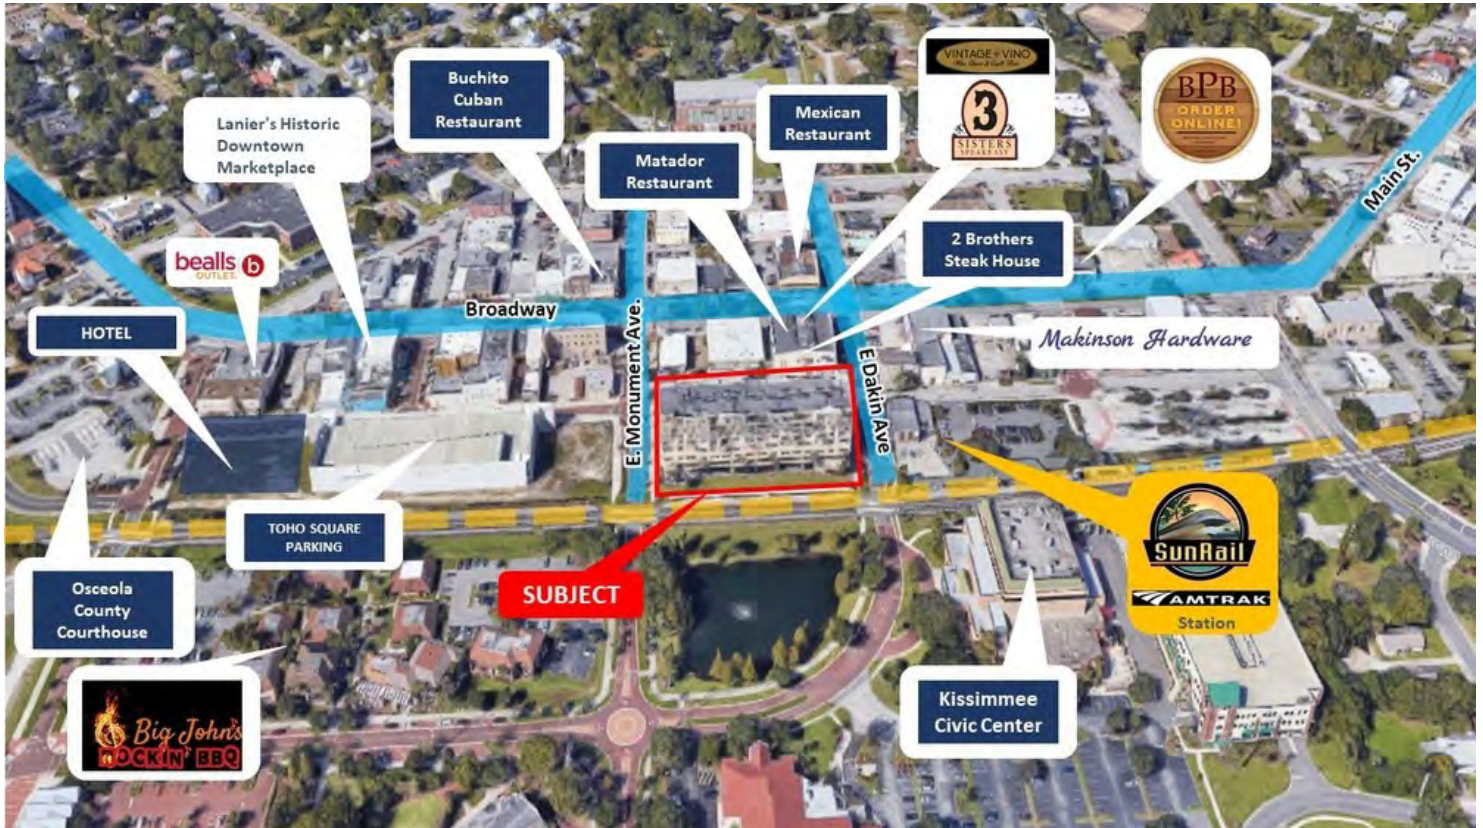 Buchito
Cuban
Restaurant
Lanier's Historic
Downtown
Marketplace
Matador
Restaurant
Mexican
Restaurant
VINTAGE VINO
3
SISTERS
SPEAKEASY
BPB
ORDER
ONLINE!
Main St.
2 Brothers
Steak House
bealls b
OUTLET
HOTEL
Broadway
E. Monument Ave.
E Dakin Ave
Makinson Hardware
TOHO SQUARE
PARKING
SUBJECT
SunRail
AMTRAK
Station
Osceola
County
Courthouse
Big John's
ROCKIN' BBQ
Kissimmee
Civic Center